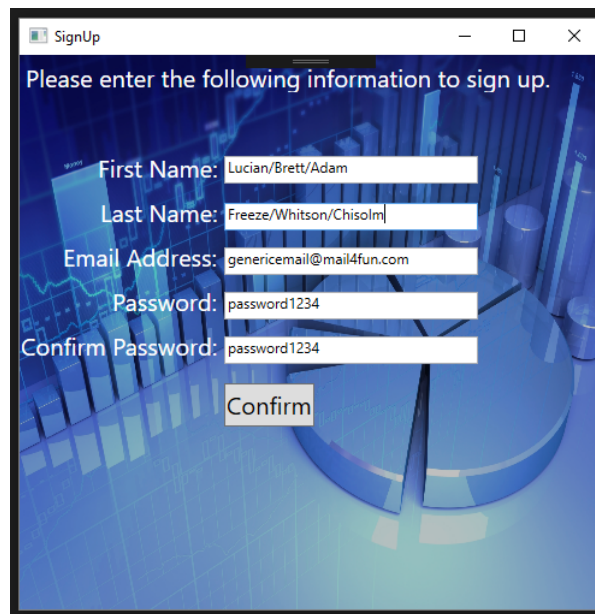 SignUp
Please enter the following information to sign up.
First Name: Lucian/Brett/Adam
Last Name: Freeze/Whitson/Chisolm
Email Address: genericemail@mail4fun.com
Password: password1234
Confirm Password: password1234
Confirm